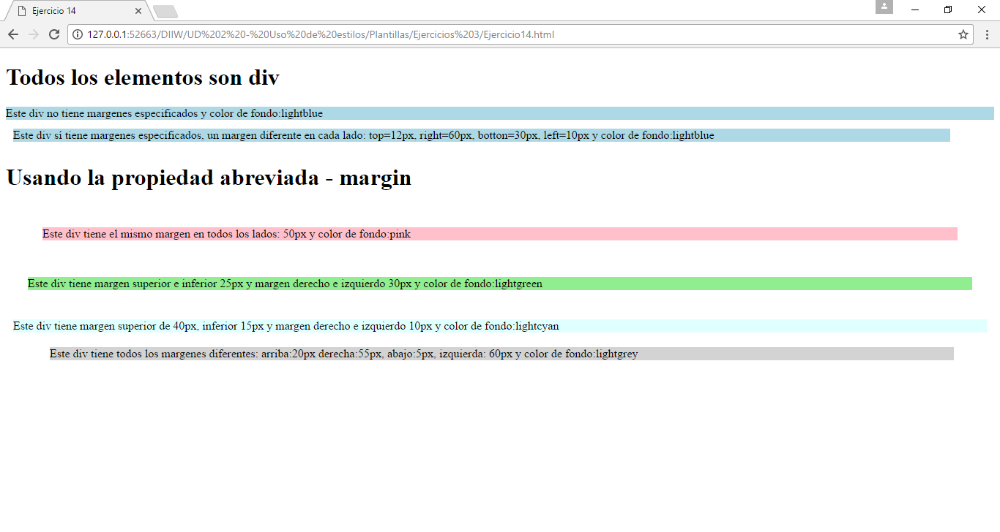 Ejercicio 14
127.0.0.1:52663/DIIW/UD%202%20-%20Uso%20de%20estilos/Plantillas/Ejercicios%203/Ejercicio14.html
Todos los elementos son div
Este div no tiene margenes especificados y color de fondo:lightblue
Este div sí tiene margenes especificados, un margen diferente en cada lado: top=12px, right=60px, botton=30px, left=10px y color de fondo:lightblue
Usando la propiedad abreviada - margin
Este div tiene el mismo margen en todos los lados: 50px y color de fondo:pink
Este div tiene margen superior e inferior 25px y margen derecho e izquierdo 30px y color de fondo:lightgreen
Este div tiene margen superior de 40px, inferior 15px y margen derecho e izquierdo 10px y color de fondo:lightcyan
Este div tiene todos los margenes diferentes: arriba:20px derecha:55px, abajo:5px, izquierda: 60px y color de fondo:lightgrey